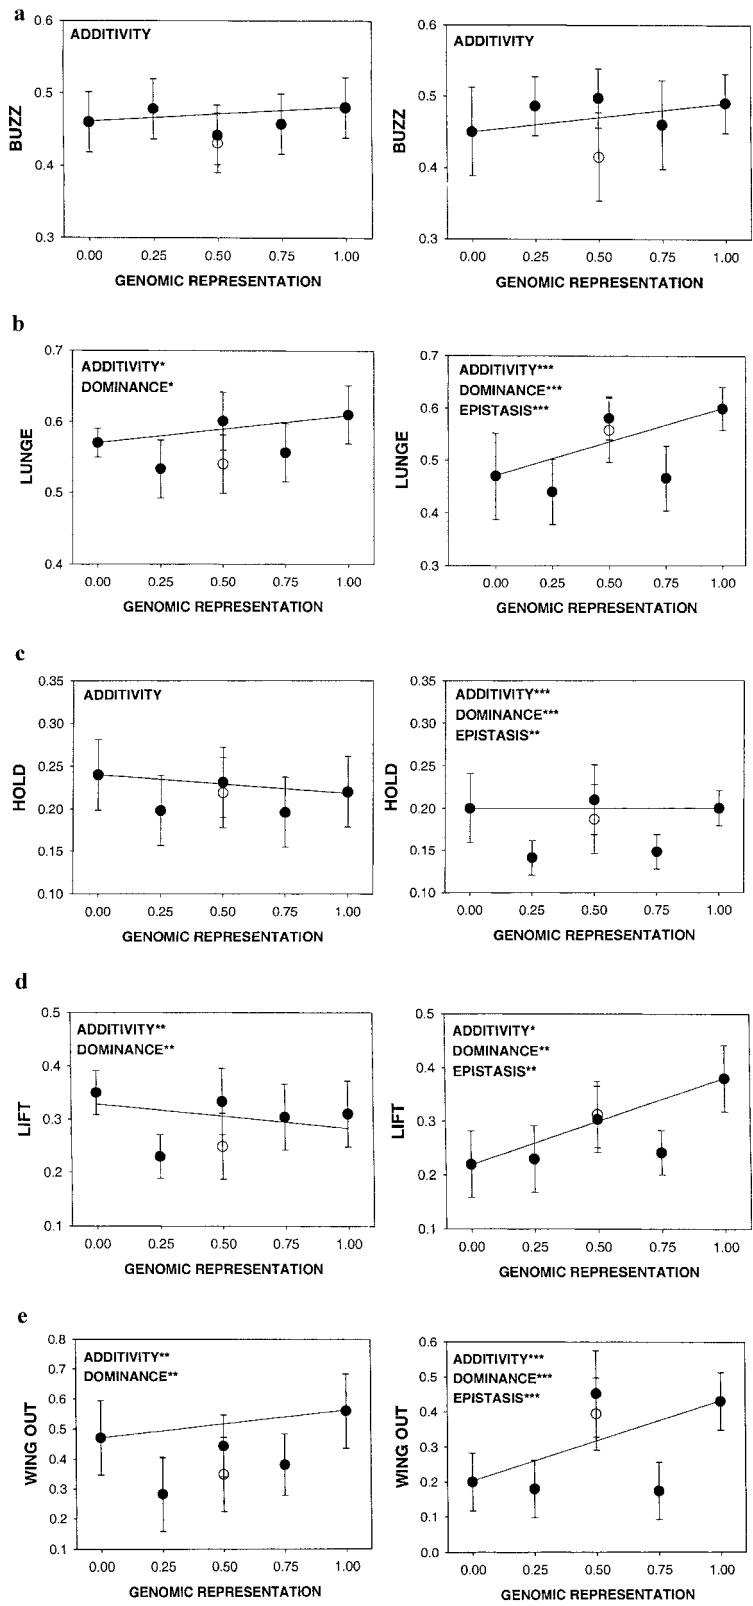 a
ADDITIVITY
0.6
0.5
0.4
0.3
BUZZ
0.00 0.25 0.50 0.75 1.00
GENOMIC REPRESENTATION
ADDITIVITY
0.6
0.5
0.4
0.3
BUZZ
0.00 0.25 0.50 0.75 1.00
GENOMIC REPRESENTATION
b
ADDITIVITY*
DOMINANCE*
0.7
0.6
0.5
0.4
LUNGE
0.00 0.25 0.50 0.75 1.00
GENOMIC REPRESENTATION
ADDITIVITY***
DOMINANCE***
EPISTASIS***
0.7
0.6
0.5
0.4
0.3
LUNGE
0.00 0.25 0.50 0.75 1.00
GENOMIC REPRESENTATION
c
ADDITIVITY
0.35
0.30
0.25
0.20
0.15
0.10
HOLD
0.00 0.25 0.50 0.75 1.00
GENOMIC REPRESENTATION
ADDITIVITY***
DOMINANCE***
EPISTASIS**
0.35
0.30
0.25
0.20
0.15
0.10
HOLD
0.00 0.25 0.50 0.75 1.00
GENOMIC REPRESENTATION
d
ADDITIVITY**
DOMINANCE**
0.5
0.4
0.3
0.2
0.1
LIFT
0.00 0.25 0.50 0.75 1.00
GENOMIC REPRESENTATION
ADDITIVITY*
DOMINANCE**
EPISTASIS**
0.5
0.4
0.3
0.2
0.1
LIFT
0.00 0.25 0.50 0.75 1.00
GENOMIC REPRESENTATION
e
ADDITIVITY**
DOMINANCE**
0.8
0.7
0.6
0.5
0.4
0.3
0.2
0.1
WING OUT
0.00 0.25 0.50 0.75 1.00
GENOMIC REPRESENTATION
ADDITIVITY***
DOMINANCE***
EPISTASIS***
0.6
0.5
0.4
0.3
0.2
0.1
0.0
WING OUT
0.00 0.25 0.50 0.75 1.00
GENOMIC REPRESENTATION